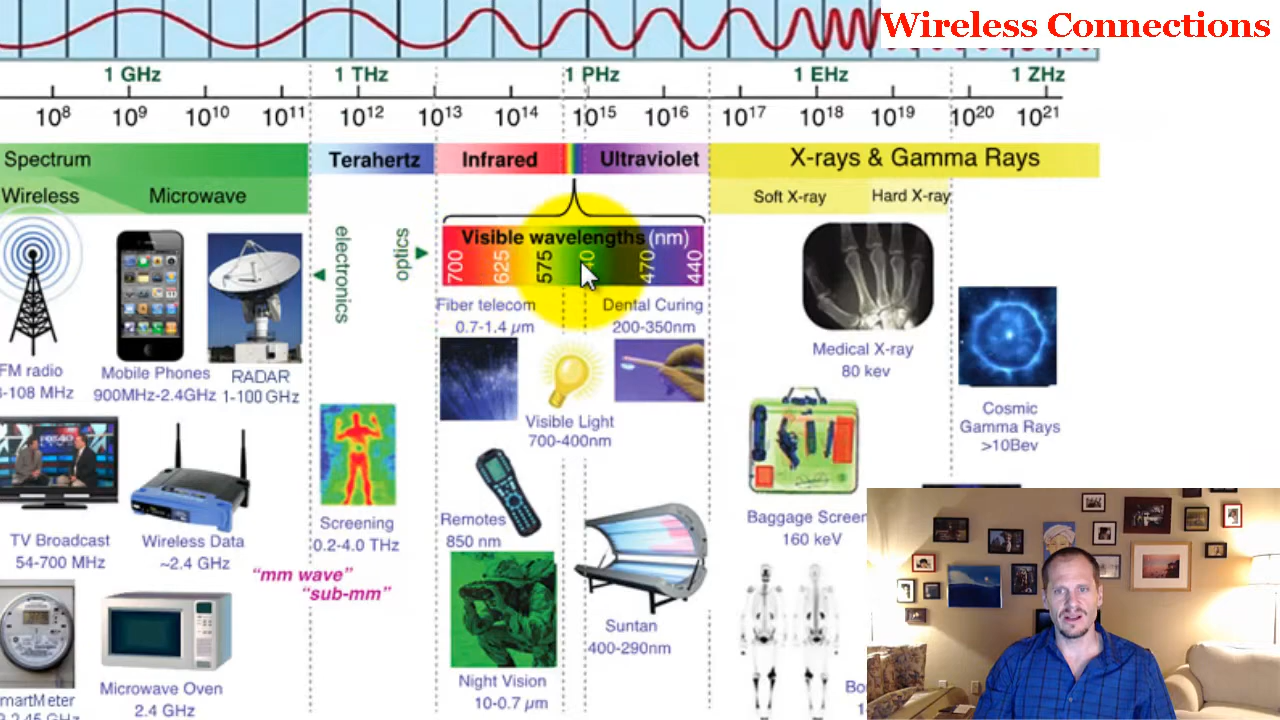 Wireless Connections
1 GHz 1 THz 1 PHz 1 EHz 1 ZHz
10⁸ 10⁹ 10¹⁰ 10¹¹ 10¹² 10¹³ 10¹⁴ 10¹⁵ 10¹⁶ 10¹⁷ 10¹⁸ 10¹⁹ 10²⁰ 10²¹
Spectrum Terahertz Infrared Ultraviolet X-rays & Gamma Rays
Wireless Microwave Soft X-ray Hard X-ray
electronics
optics
Visible wavelengths (nm)
700 625 575 470 440
Fiber telecom
0.7-1.4 µm
Dental Curing
200-350nm
FM radio
-108 MHz
Mobile Phones
900MHz-2.4GHz
RADAR
1-100 GHz
Visible Light
700-400nm
Medical X-ray
80 kev
Cosmic
Gamma Rays
>10Bev
TV Broadcast
54-700 MHz
Wireless Data
~2.4 GHz
Screening
0.2-4.0 THz
Remotes
850 nm
Baggage Screen
160 keV
"mm wave"
"sub-mm"
Suntan
400-290nm
Microwave Oven
2.4 GHz
Night Vision
10-0.7 µm
martMeter